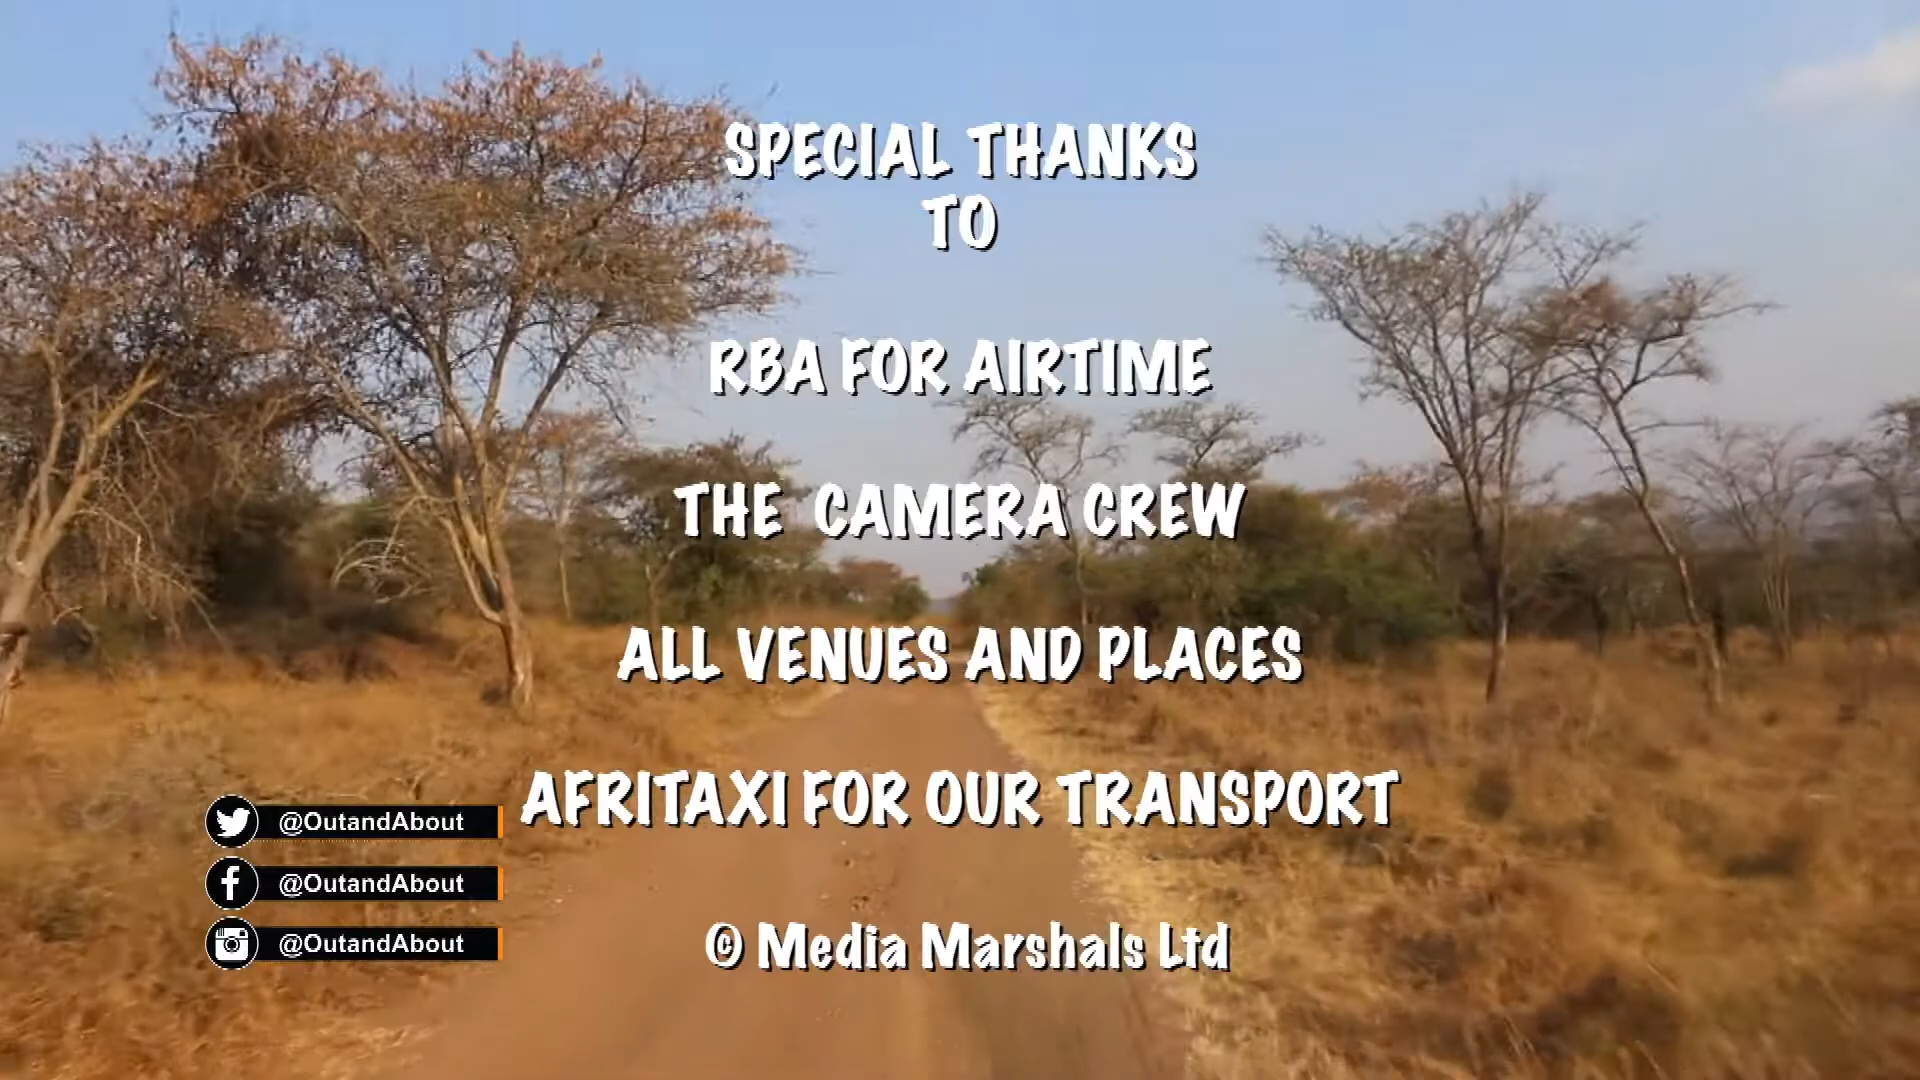 SPECIAL THANKS
TO
RBA FOR AIRTIME
THE CAMERA CREW
ALL VENUES AND PLACES
AFRITAXI FOR OUR TRANSPORT
@OutandAbout
@OutandAbout
@OutandAbout
© Media Marshals Ltd